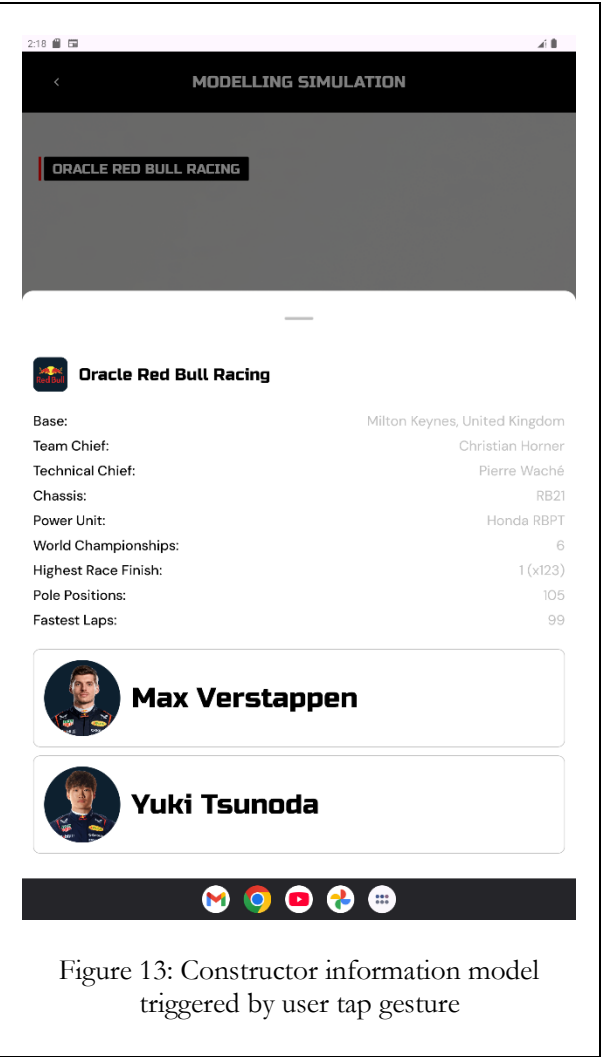 2:18
MODELLING SIMULATION
ORACLE RED BULL RACING
Red Bull
Oracle Red Bull Racing
Base: Milton Keynes, United Kingdom
Team Chief: Christian Horner
Technical Chief: Pierre Waché
Chassis: RB21
Power Unit: Honda RBPT
World Championships: 6
Highest Race Finish: 1 (x123)
Pole Positions: 105
Fastest Laps: 99
Max Verstappen
Yuki Tsunoda
Figure 13: Constructor information model
triggered by user tap gesture